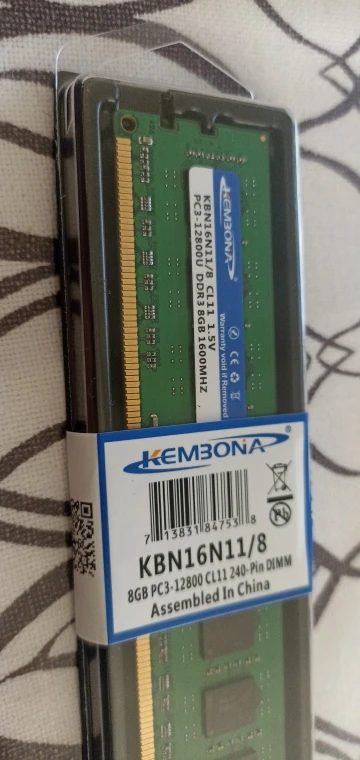 KEMBONA
KBN16N11/8 CL11 1.5V
PC3-12800U DDR3 8GB 1600MHZ
Warranty void if Removed
CE
KEMBONA®
7 13831 84753 8
KBN16N11/8
8GB PC3-12800 CL11 240-Pin DIMM
Assembled In China